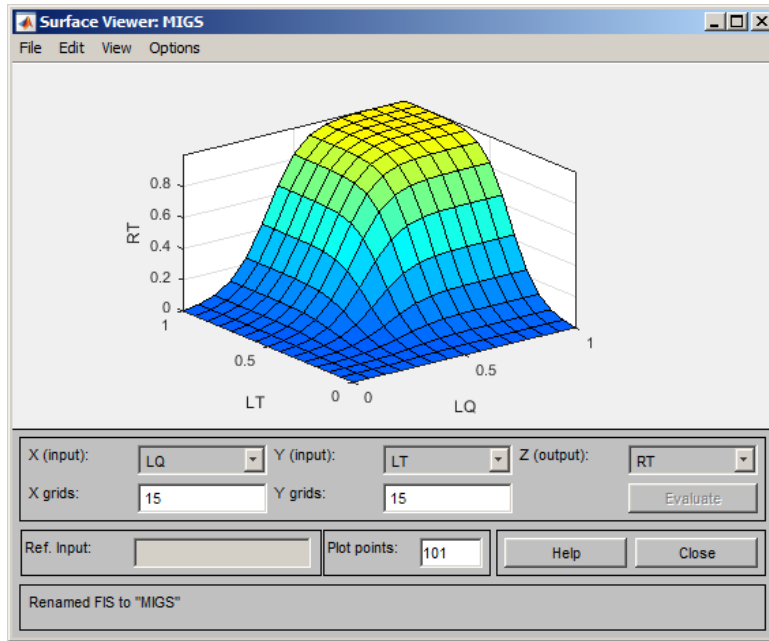 Surface Viewer: MIGS
File Edit View Options
0.8
0.6
0.4
0.2
0
RT
1
0.5
0
LT
0
0.5
1
LQ
X (input): LQ Y (input): LT Z (output): RT
X grids: 15 Y grids: 15 Evaluate
Ref. Input: Plot points: 101 Help Close
Renamed FIS to "MIGS"